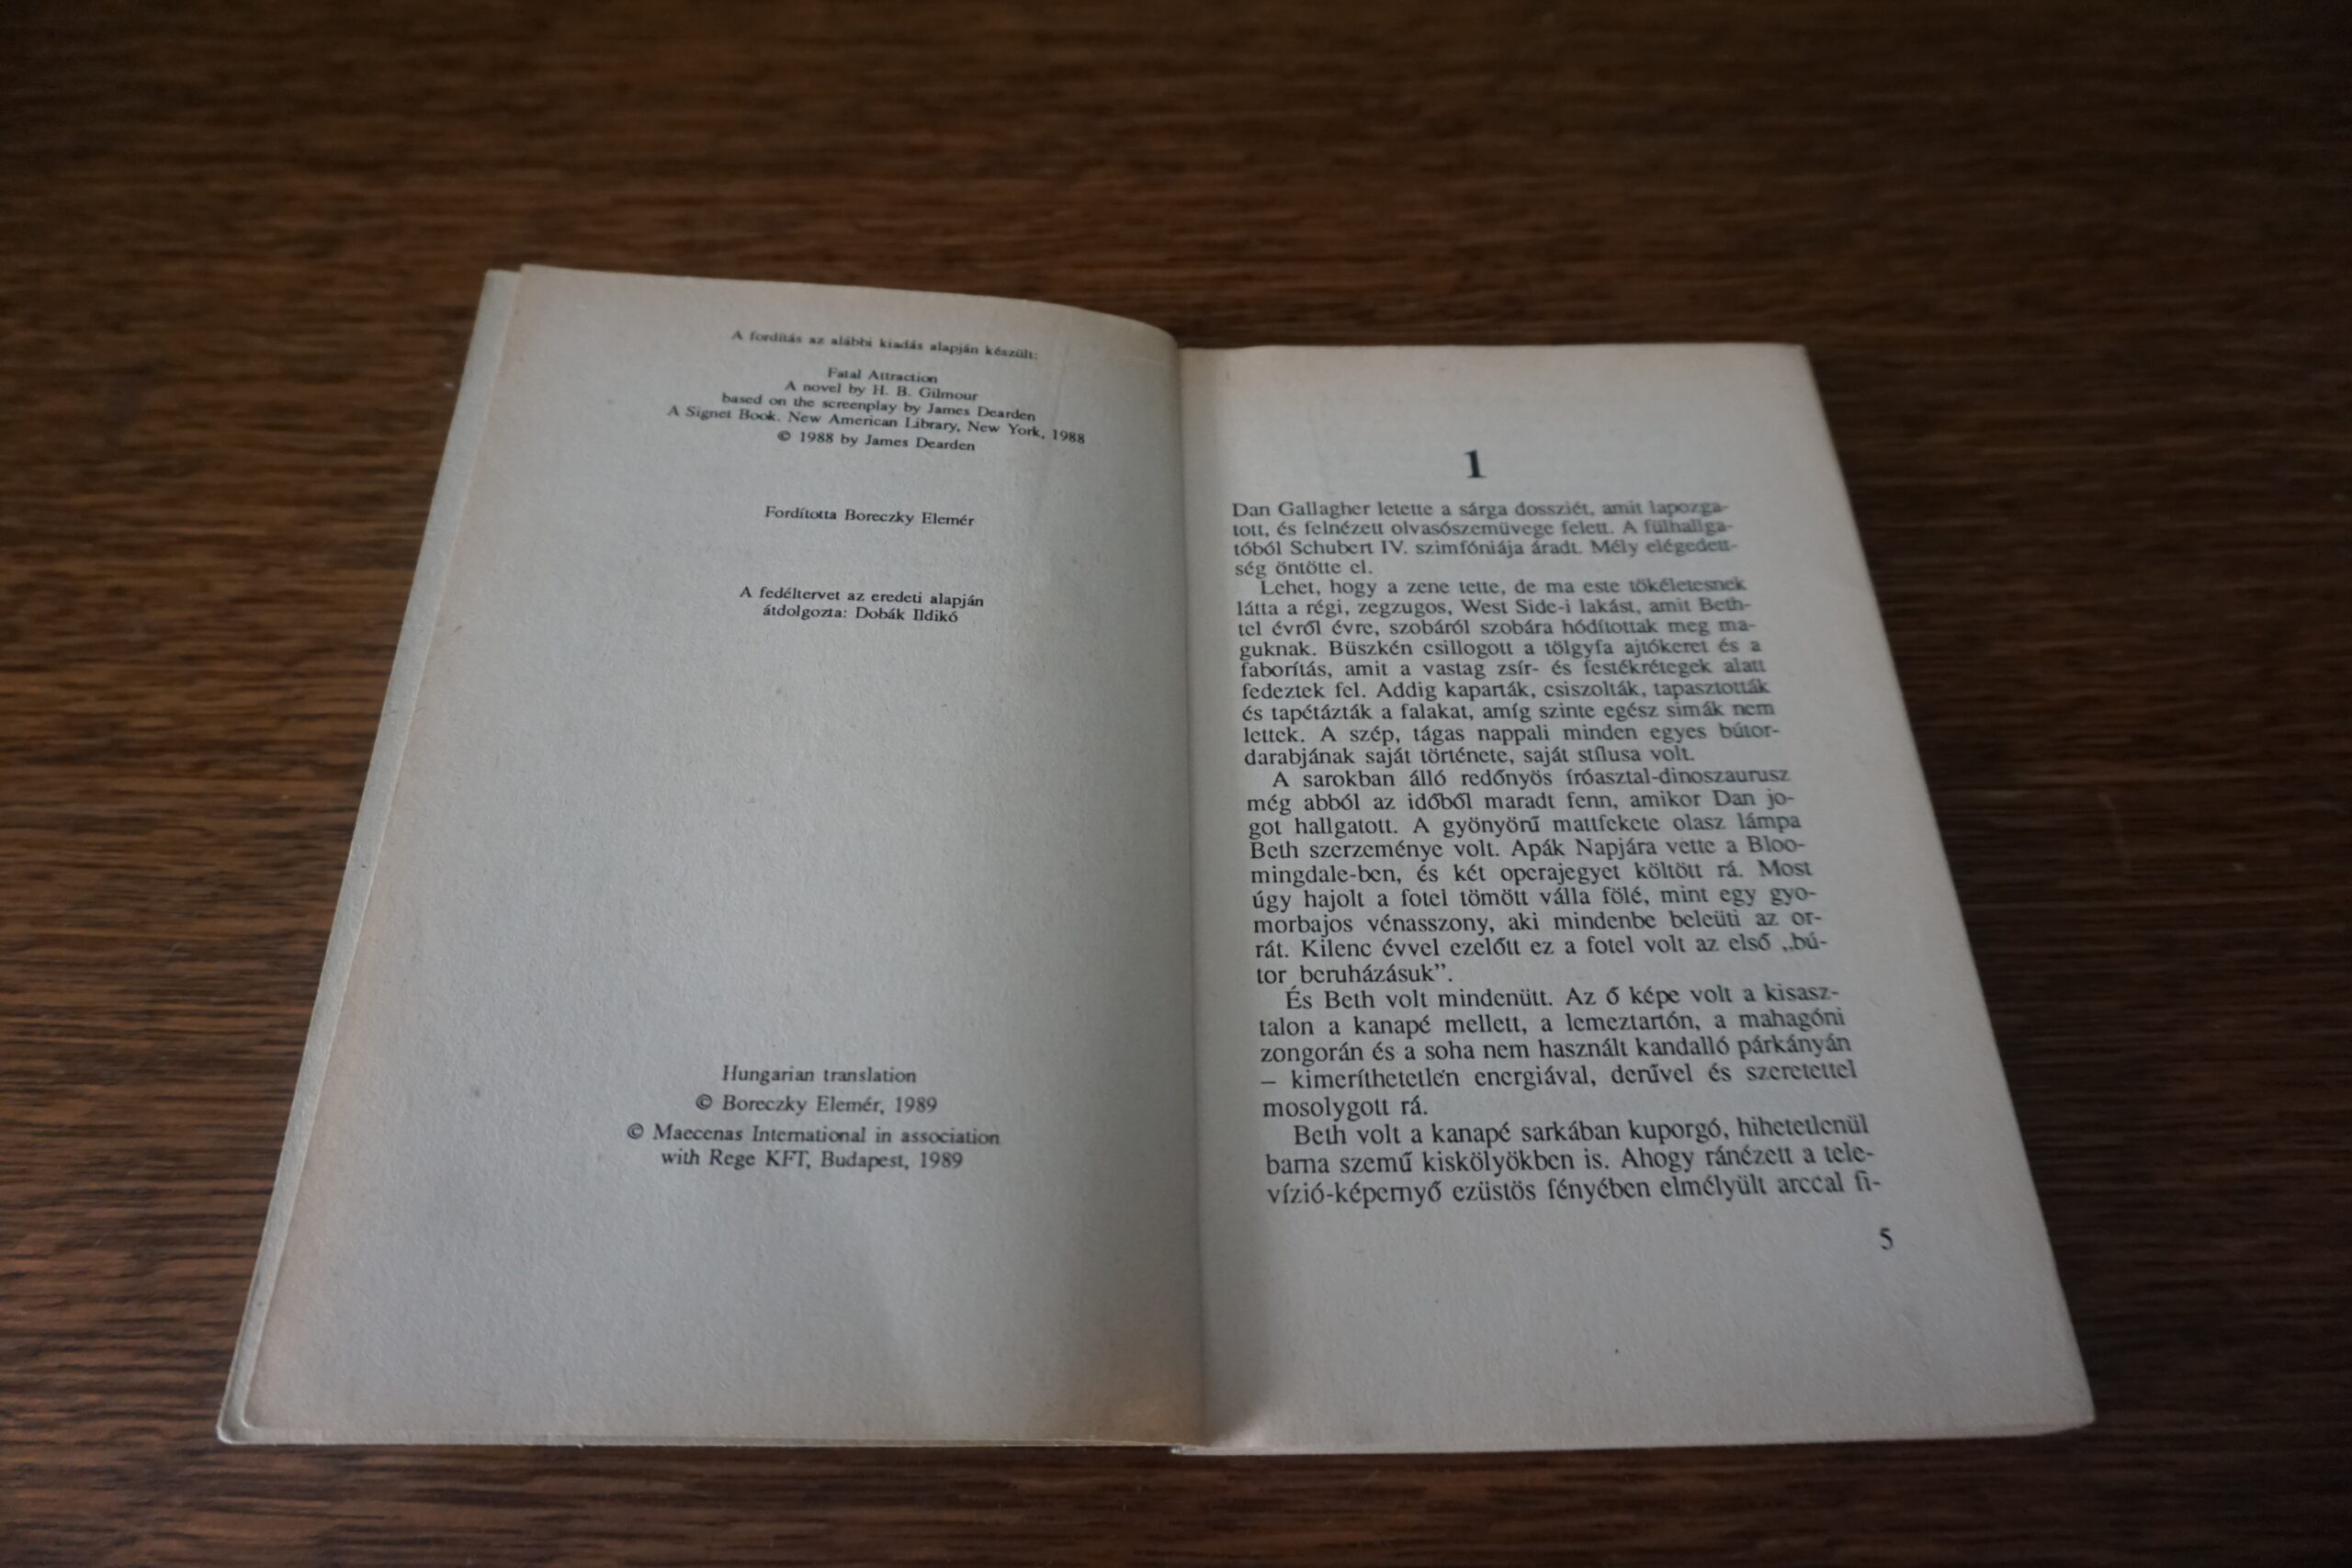 A fordítás az alábbi kiadás alapján készült:
Fatal Attraction
A novel by H. B. Gilmour
based on the screenplay by James Dearden
A Signet Book. New American Library, New York, 1988
© 1988 by James Dearden
Fordította Boreczky Elemér
A fedéltervet az eredeti alapján
átdolgozta: Dobák Ildikó
Hungarian translation
© Boreczky Elemér, 1989
© Maecenas International in association
with Rege KFT, Budapest, 1989
1
Dan Gallagher letette a sárga dossziét, amit lapozga-
tott, és felnézett olvasószemüvege felett. A fülhallga-
tóból Schubert IV. szimfóniája áradt. Mély elégedett-
ség öntötte el.
Lehet, hogy a zene tette, de ma este tökéletesnek
látta a régi, zegzugos, West Side-i lakást, amit Beth-
tel évről évre, szobáról szobára hódítottak meg ma-
guknak. Büszkén csillogott a tölgyfa ajtókeret és a
faborítás, amit a vastag zsír- és festékrétegek alatt
fedeztek fel. Addig kaparták, csiszolták, tapasztották
és tapétázták a falakat, amíg szinte egész simák nem
lettek. A szép, tágas nappali minden egyes bútor-
darabjának saját története, saját stílusa volt.
A sarokban álló redőnyös íróasztal-dinoszaurusz
még abból az időből maradt fenn, amikor Dan jo-
got hallgatott. A gyönyörű mattfekete olasz lámpa
Beth szerzeménye volt. Apák Napjára vette a Bloo-
mingdale-ben, és két operajegyet költött rá. Most
úgy hajolt a fotel tömött válla fölé, mint egy gyo-
morbajos vénasszony, aki mindenbe beleüti az or-
rát. Kilenc évvel ezelőtt ez a fotel volt az első „bú-
tor beruházásuk”.
És Beth volt mindenütt. Az ő képe volt a kisasz-
talon a kanapé mellett, a lemeztartón, a mahagóni
zongorán és a soha nem használt kandalló párkányán
– kimeríthetetlen energiával, derűvel és szeretettel
mosolygott rá.
Beth volt a kanapé sarkában kuporgó, hihetetlenül
barna szemű kiskölyökben is. Ahogy ránézett a tele-
vízió-képernyő ezüstös fényében elmélyült arccal fi-
5